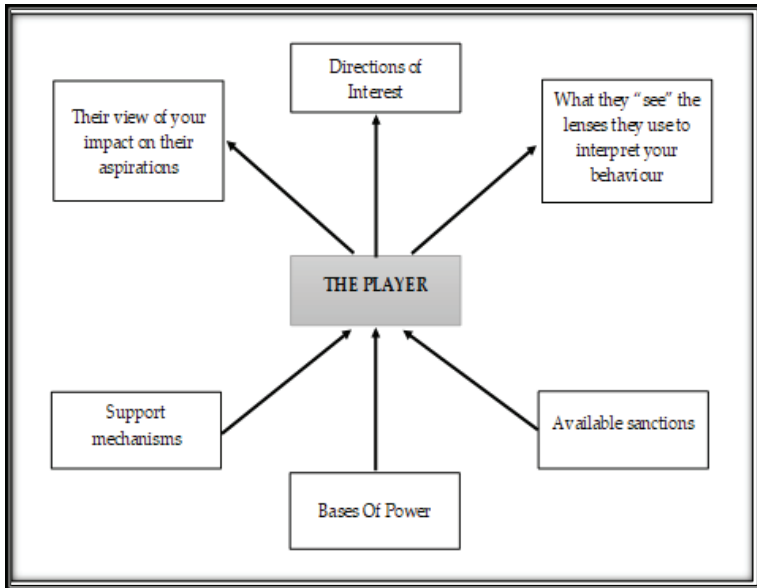 Directions of
Interest
Their view of your
impact on their
aspirations
What they “see” the
lenses they use to
interpret your
behaviour
THE PLAYER
Support
mechanisms
Available sanctions
Bases Of Power